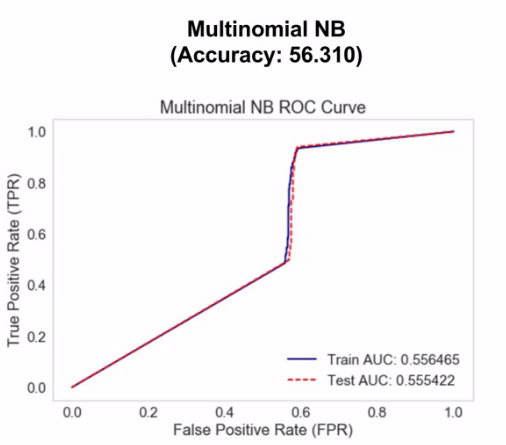 Multinomial NB
(Accuracy: 56.310)
Multinomial NB ROC Curve
True Positive Rate (TPR)
1.0
0.8
0.6
0.4
0.2
0.0
Train AUC: 0.556465
Test AUC: 0.555422
0.0 0.2 0.4 0.6 0.8 1.0
False Positive Rate (FPR)